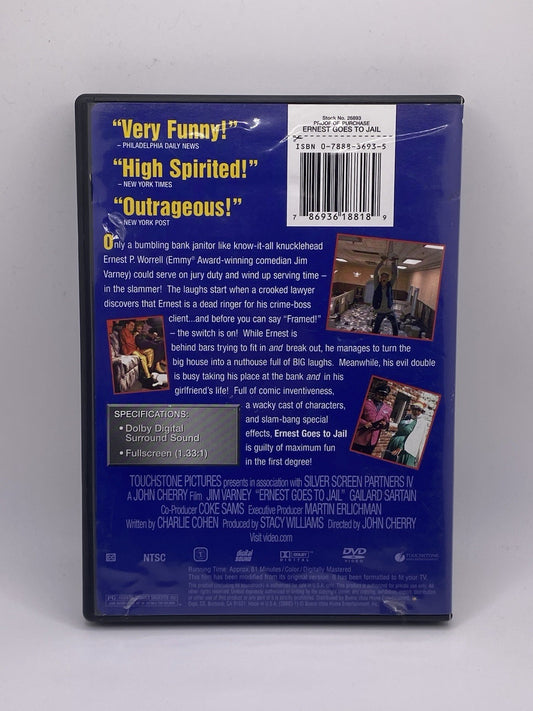 "Very Funny!"
– PHILADELPHIA DAILY NEWS
"High Spirited!"
– NEW YORK TIMES
"Outrageous!"
– NEW YORK POST
Stock No. 26893
PROOF OF PURCHASE
ERNEST GOES TO JAIL
ISBN 0-7888-3693-5
7 86936 18818 9
Only a bumbling bank janitor like know-it-all knucklehead
Ernest P. Worrell (Emmy® Award-winning comedian Jim
Varney) could serve on jury duty and wind up serving time –
in the slammer! The laughs start when a crooked lawyer
discovers that Ernest is a dead ringer for his crime-boss
client...and before you can say "Framed!"
– the switch is on! While Ernest is
behind bars trying to fit in and break out, he manages to turn the
big house into a nuthouse full of BIG laughs. Meanwhile, his evil double
is busy taking his place at the bank and in his
girlfriend's life! Full of comic inventiveness,
a wacky cast of characters,
and slam-bang special
effects, Ernest Goes to Jail
is guilty of maximum fun
in the first degree!
SPECIFICATIONS:
• Dolby Digital
Surround Sound
• Fullscreen (1.33:1)
TOUCHSTONE PICTURES presents in association with SILVER SCREEN PARTNERS IV
A JOHN CHERRY Film JIM VARNEY "ERNEST GOES TO JAIL" GAILARD SARTAIN
Co-Producer COKE SAMS Executive Producer MARTIN ERLICHMAN
Written by CHARLIE COHEN Produced by STACY WILLIAMS Directed by JOHN CHERRY
Visit video.com
NTSC
1
digital sound
DOLBY DIGITAL
DVD VIDEO
TOUCHSTONE
Running Time: Approx. 81 Minutes/Color/Digitally Mastered
This film has been modified from its original version. It has been formatted to fit your TV.
PG